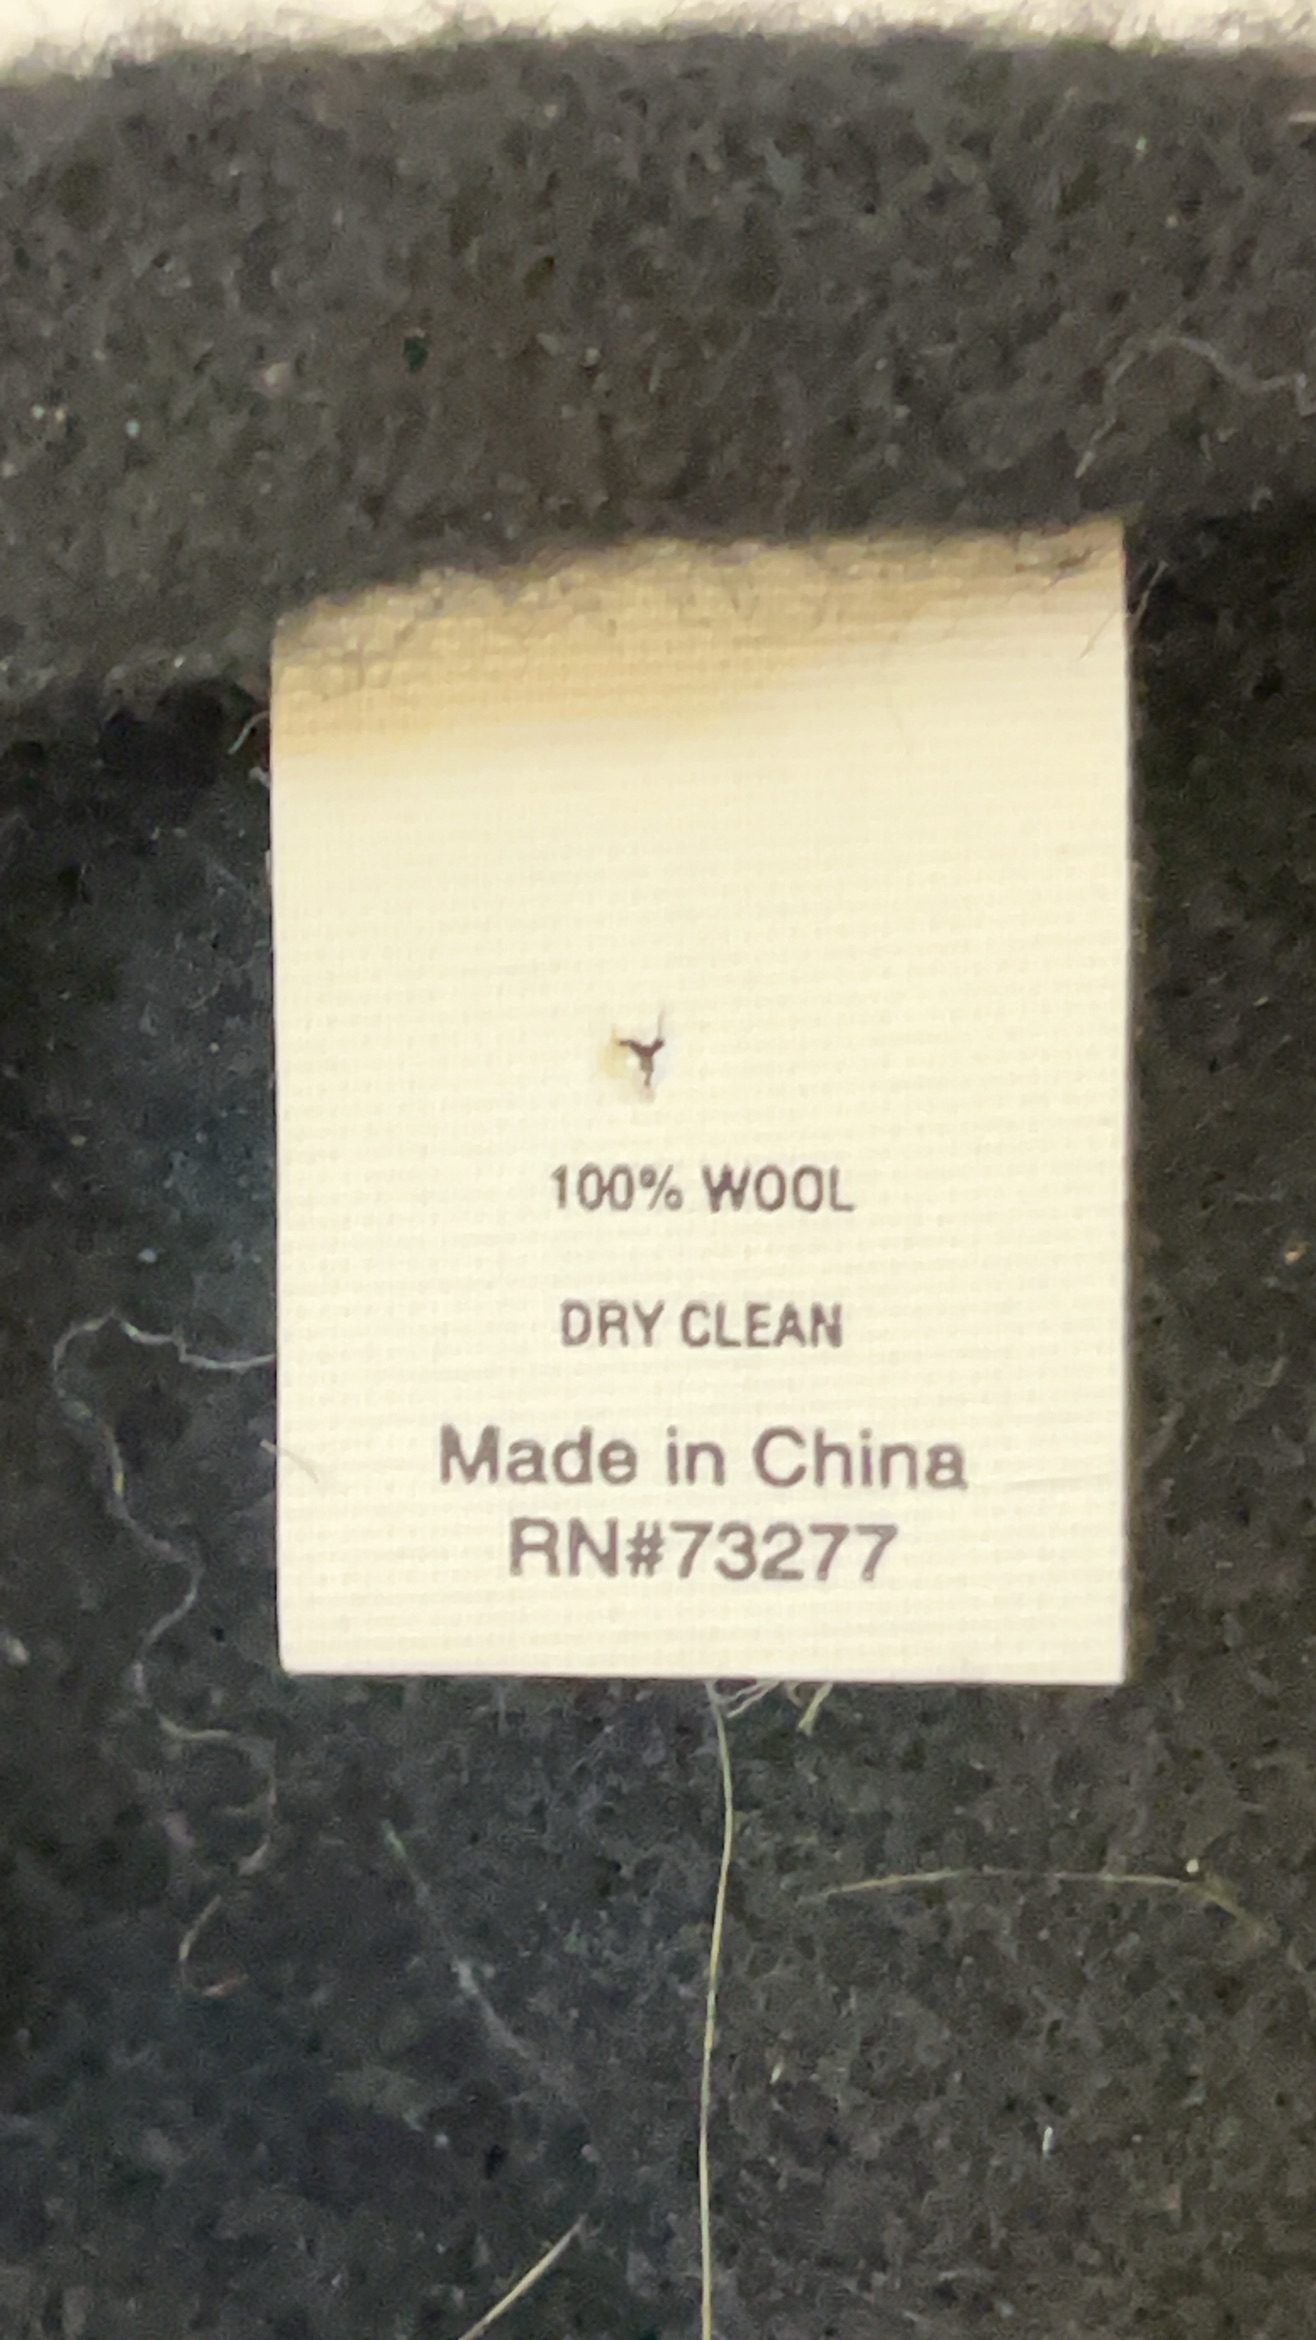 100% WOOL
DRY CLEAN
Made in China
RN#73277